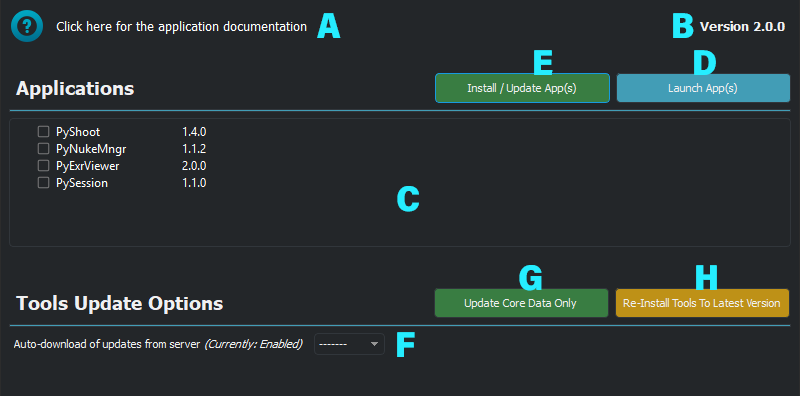 ? Click here for the application documentation A B Version 2.0.0
E D
Applications Install / Update App(s) Launch App(s)
PyShoot 1.4.0
PyNukeMngr 1.1.2
PyExrViewer 2.0.0
PySession 1.1.0
C
G H
Tools Update Options Update Core Data Only Re-Install Tools To Latest Version
Auto-download of updates from server (Currently: Enabled) ------- F